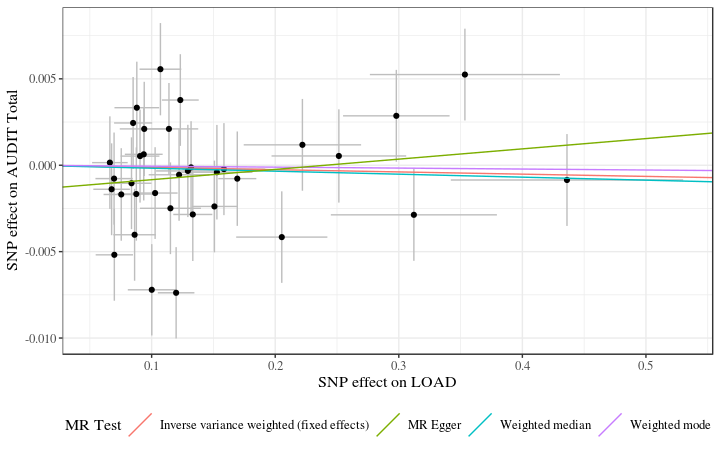 0.005
0.000
-0.005
-0.010
SNP effect on AUDIT Total
0.1 0.2 0.3 0.4 0.5
SNP effect on LOAD
MR Test Inverse variance weighted (fixed effects) MR Egger Weighted median Weighted mode